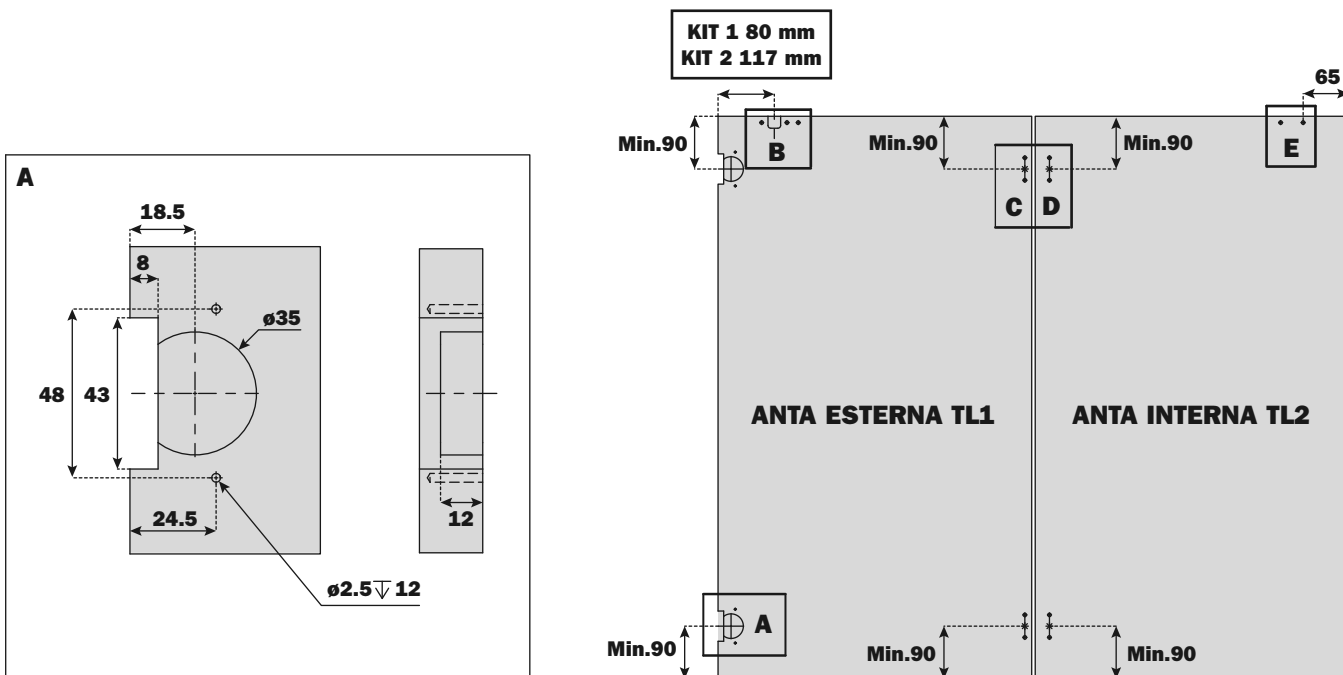 KIT 1 80 mm
KIT 2 117 mm
65
Min.90
B
Min.90
Min.90
E
C
D
A
18.5
8
ø35
48
43
24.5
12
ø2.5↧12
ANTA ESTERNA TL1
ANTA INTERNA TL2
A
Min.90
Min.90
Min.90